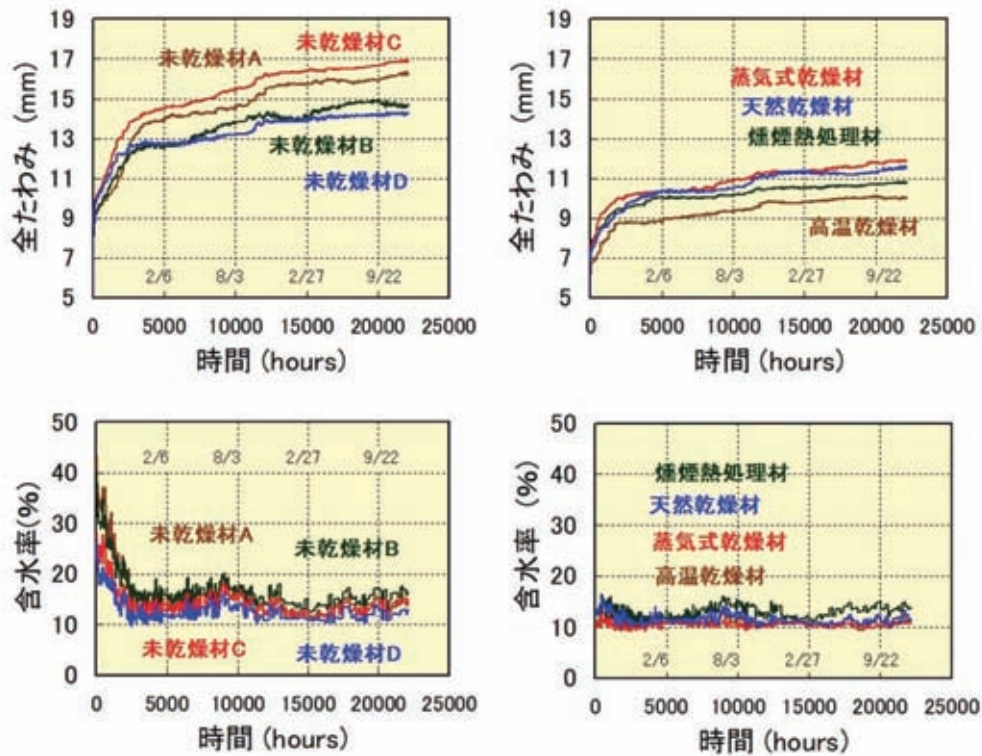 全たわみ (mm)
19
17
15
13
11
9
7
5
未乾燥材C
未乾燥材A
未乾燥材B
未乾燥材D
2/6 8/3 2/27 9/22
0 5000 10000 15000 20000 25000
時間 (hours)
全たわみ (mm)
19
17
15
13
11
9
7
5
蒸気式乾燥材
天然乾燥材
燻煙熱処理材
高温乾燥材
2/6 8/3 2/27 9/22
0 5000 10000 15000 20000 25000
時間 (hours)
含水率(%)
50
40
30
20
10
0
2/6 8/3 2/27 9/22
未乾燥材A
未乾燥材B
未乾燥材C
未乾燥材D
0 5000 10000 15000 20000 25000
時間 (hours)
含水率 (%)
50
40
30
20
10
0
燻煙熱処理材
天然乾燥材
蒸気式乾燥材
高温乾燥材
2/6 8/3 2/27 9/22
0 5000 10000 15000 20000 25000
時間 (hours)